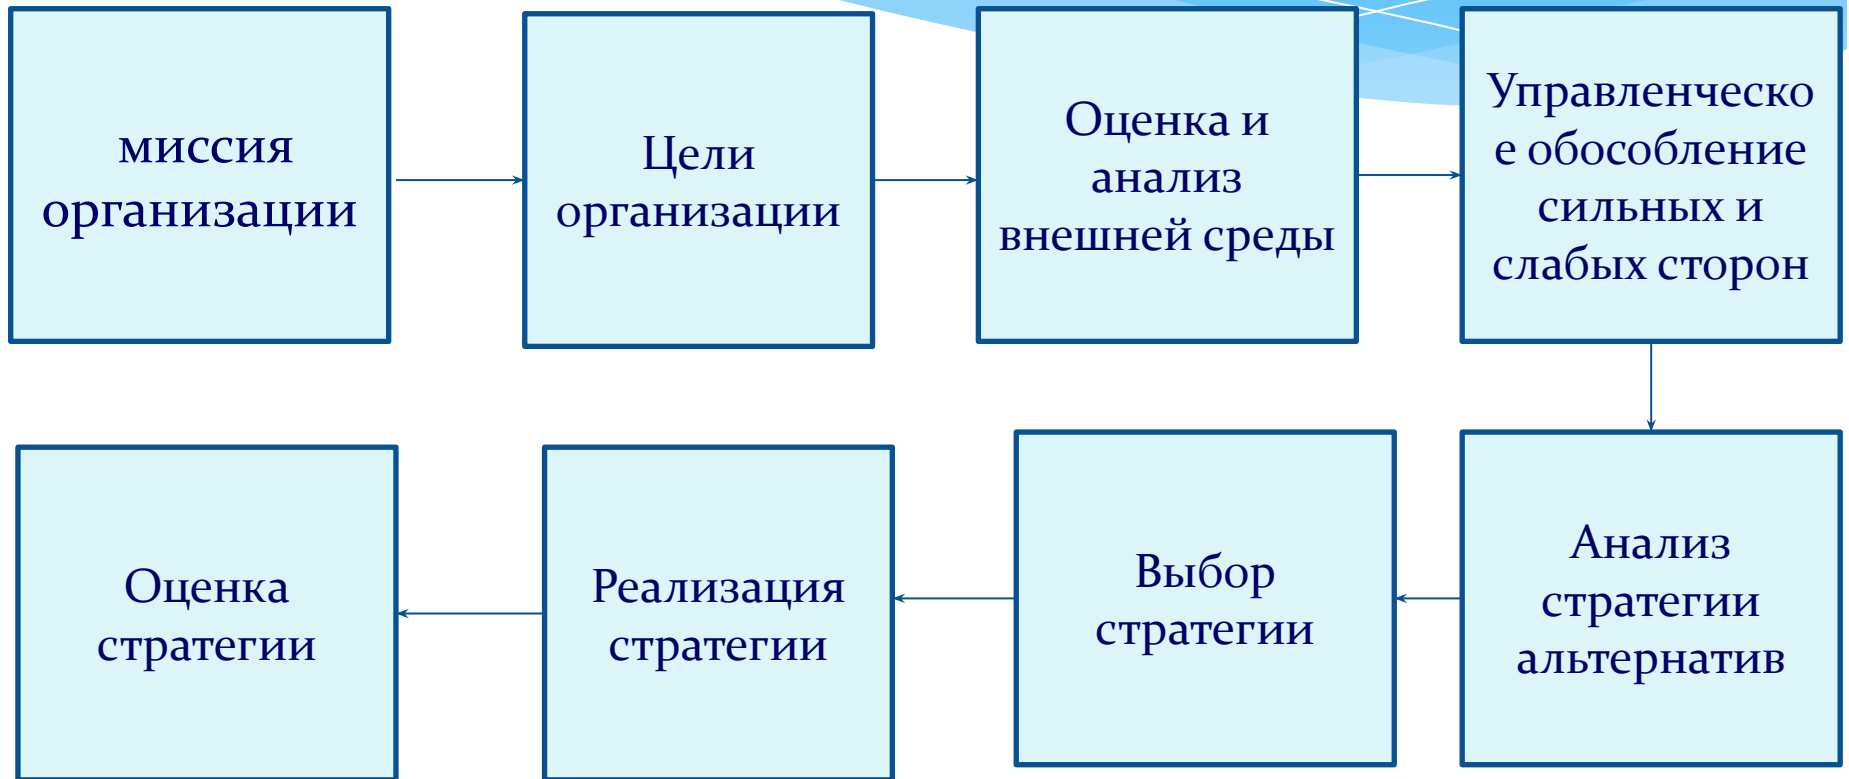 миссия
организации
Цели
организации
Оценка и
анализ
внешней среды
Управленческо
е обособление
сильных и
слабых сторон
Анализ
стратегии
альтернатив
Выбор
стратегии
Реализация
стратегии
Оценка
стратегии